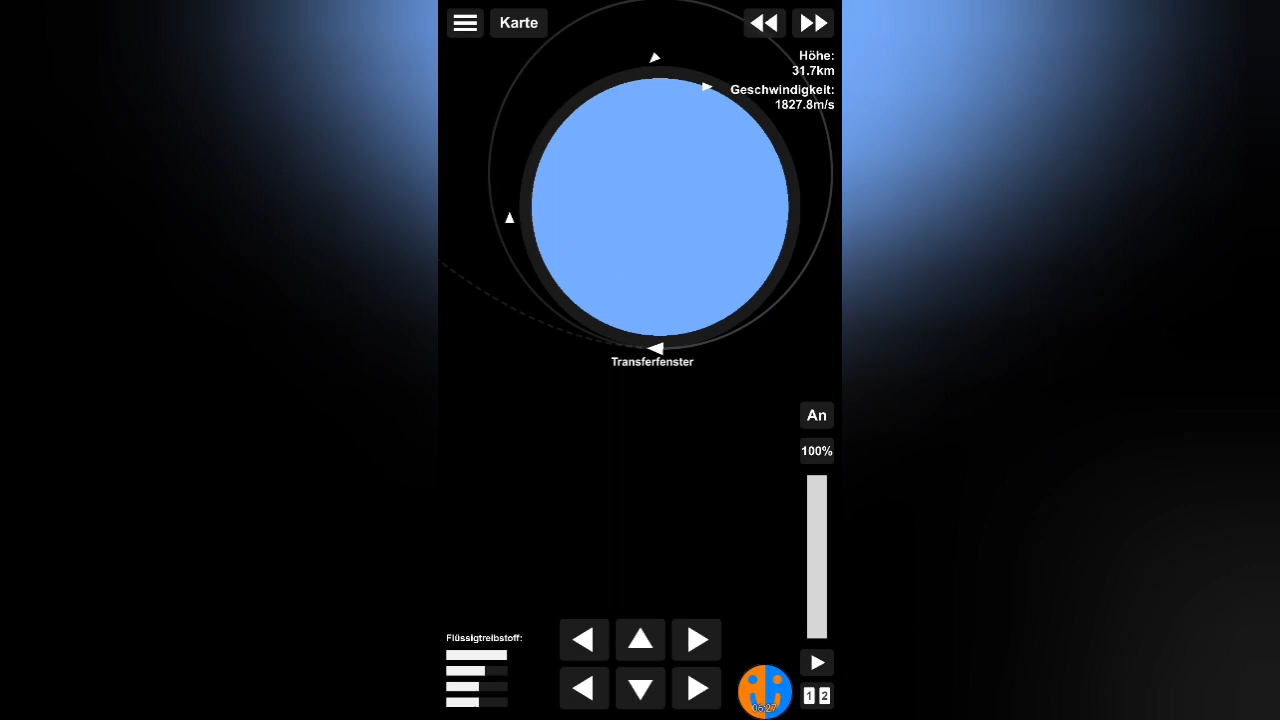 Karte
Höhe:
31.7km
Geschwindigkeit:
1827.8m/s
Transferfenster
An
100%
Flüssigtreibstoff:
1 2